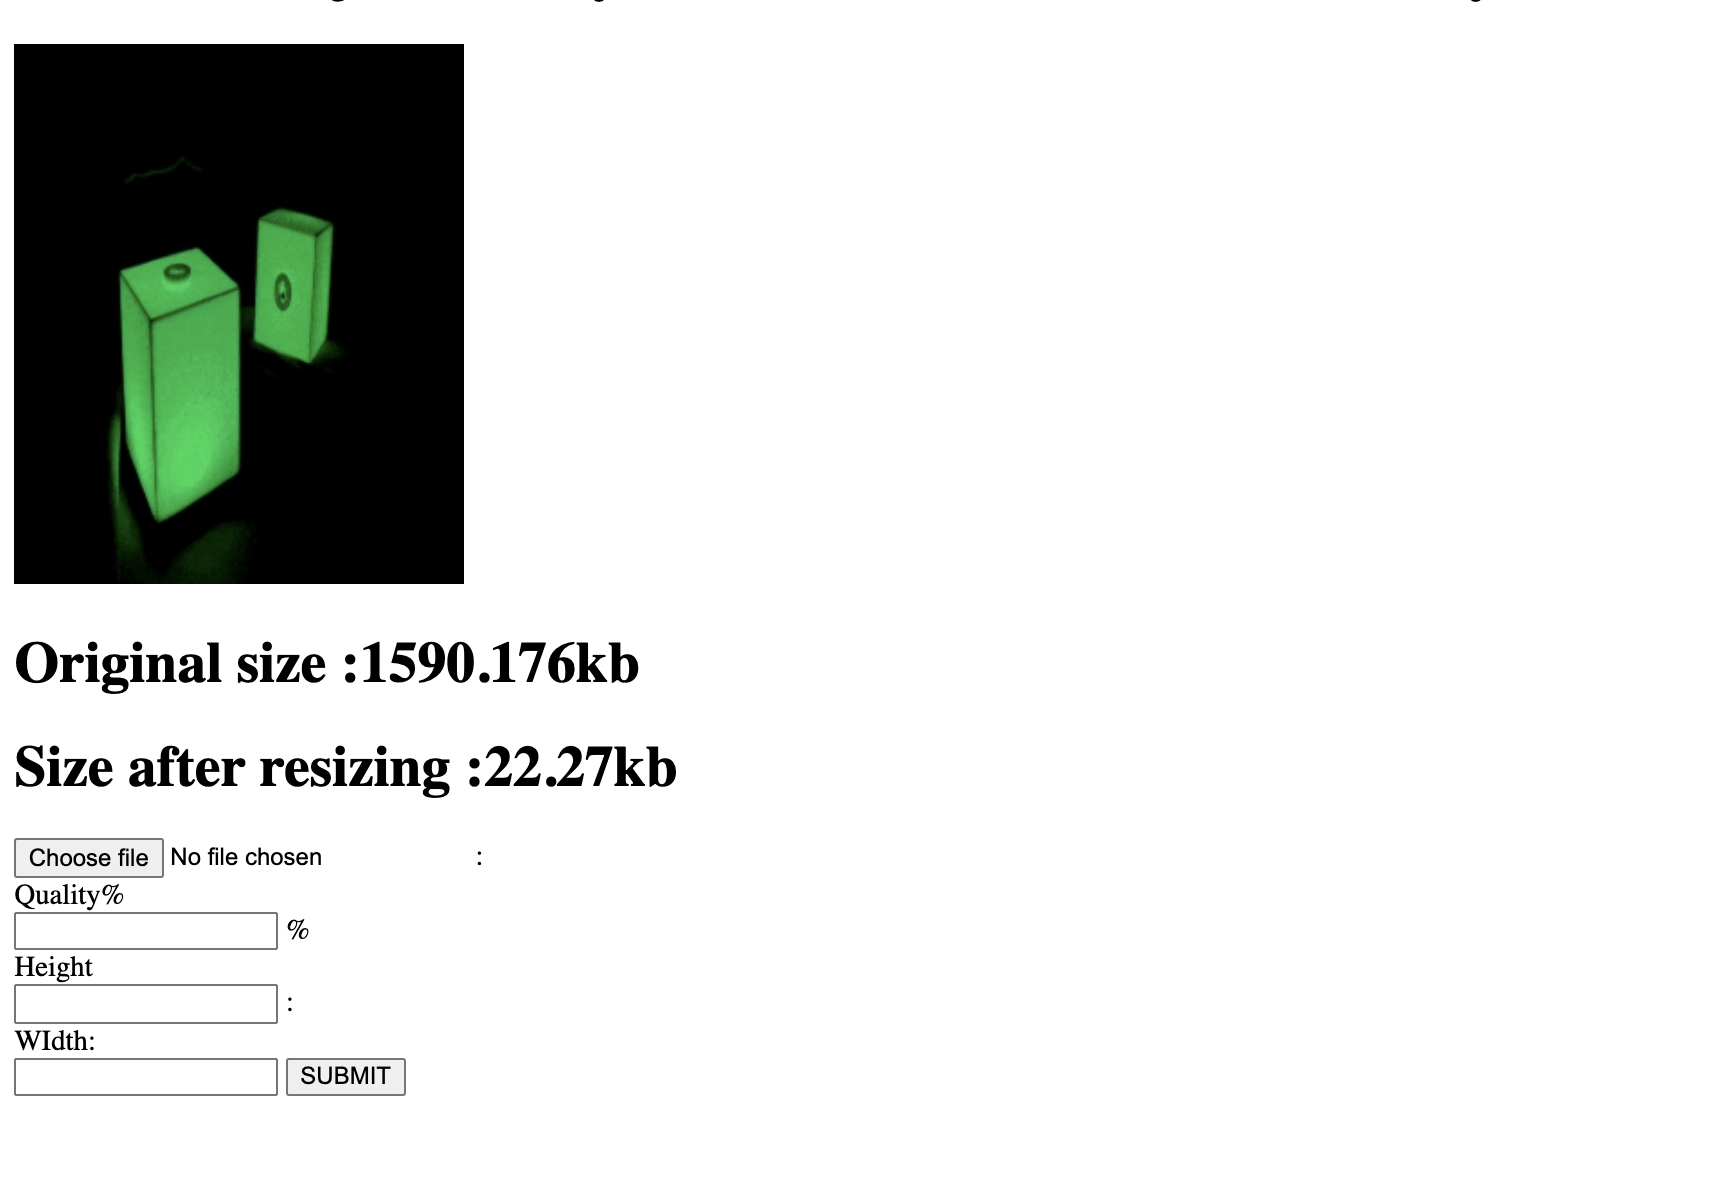 Original size :1590.176kb
Size after resizing :22.27kb
Choose file No file chosen :
Quality%
%
Height
:
WIdth:
SUBMIT